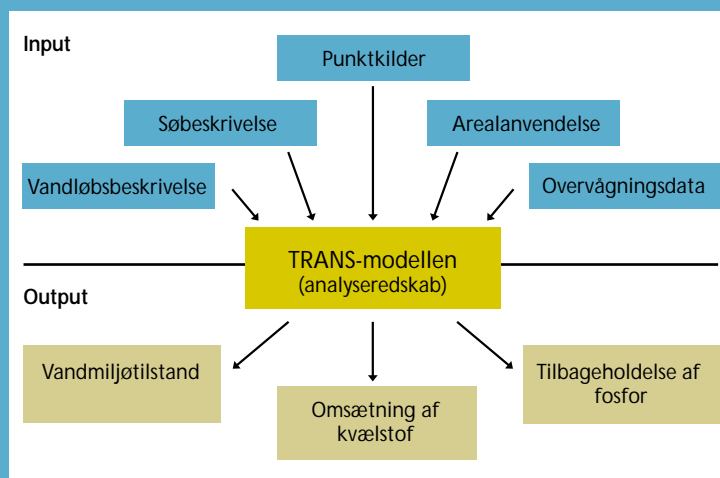 Input
Punktkilder
Søbeskrivelse
Arealanvendelse
Vandløbsbeskrivelse
Overvågningsdata
TRANS-modellen
(analyseredskab)
Output
Vandmiljøtilstand
Omsætning af
kvælstof
Tilbageholdelse af
fosfor